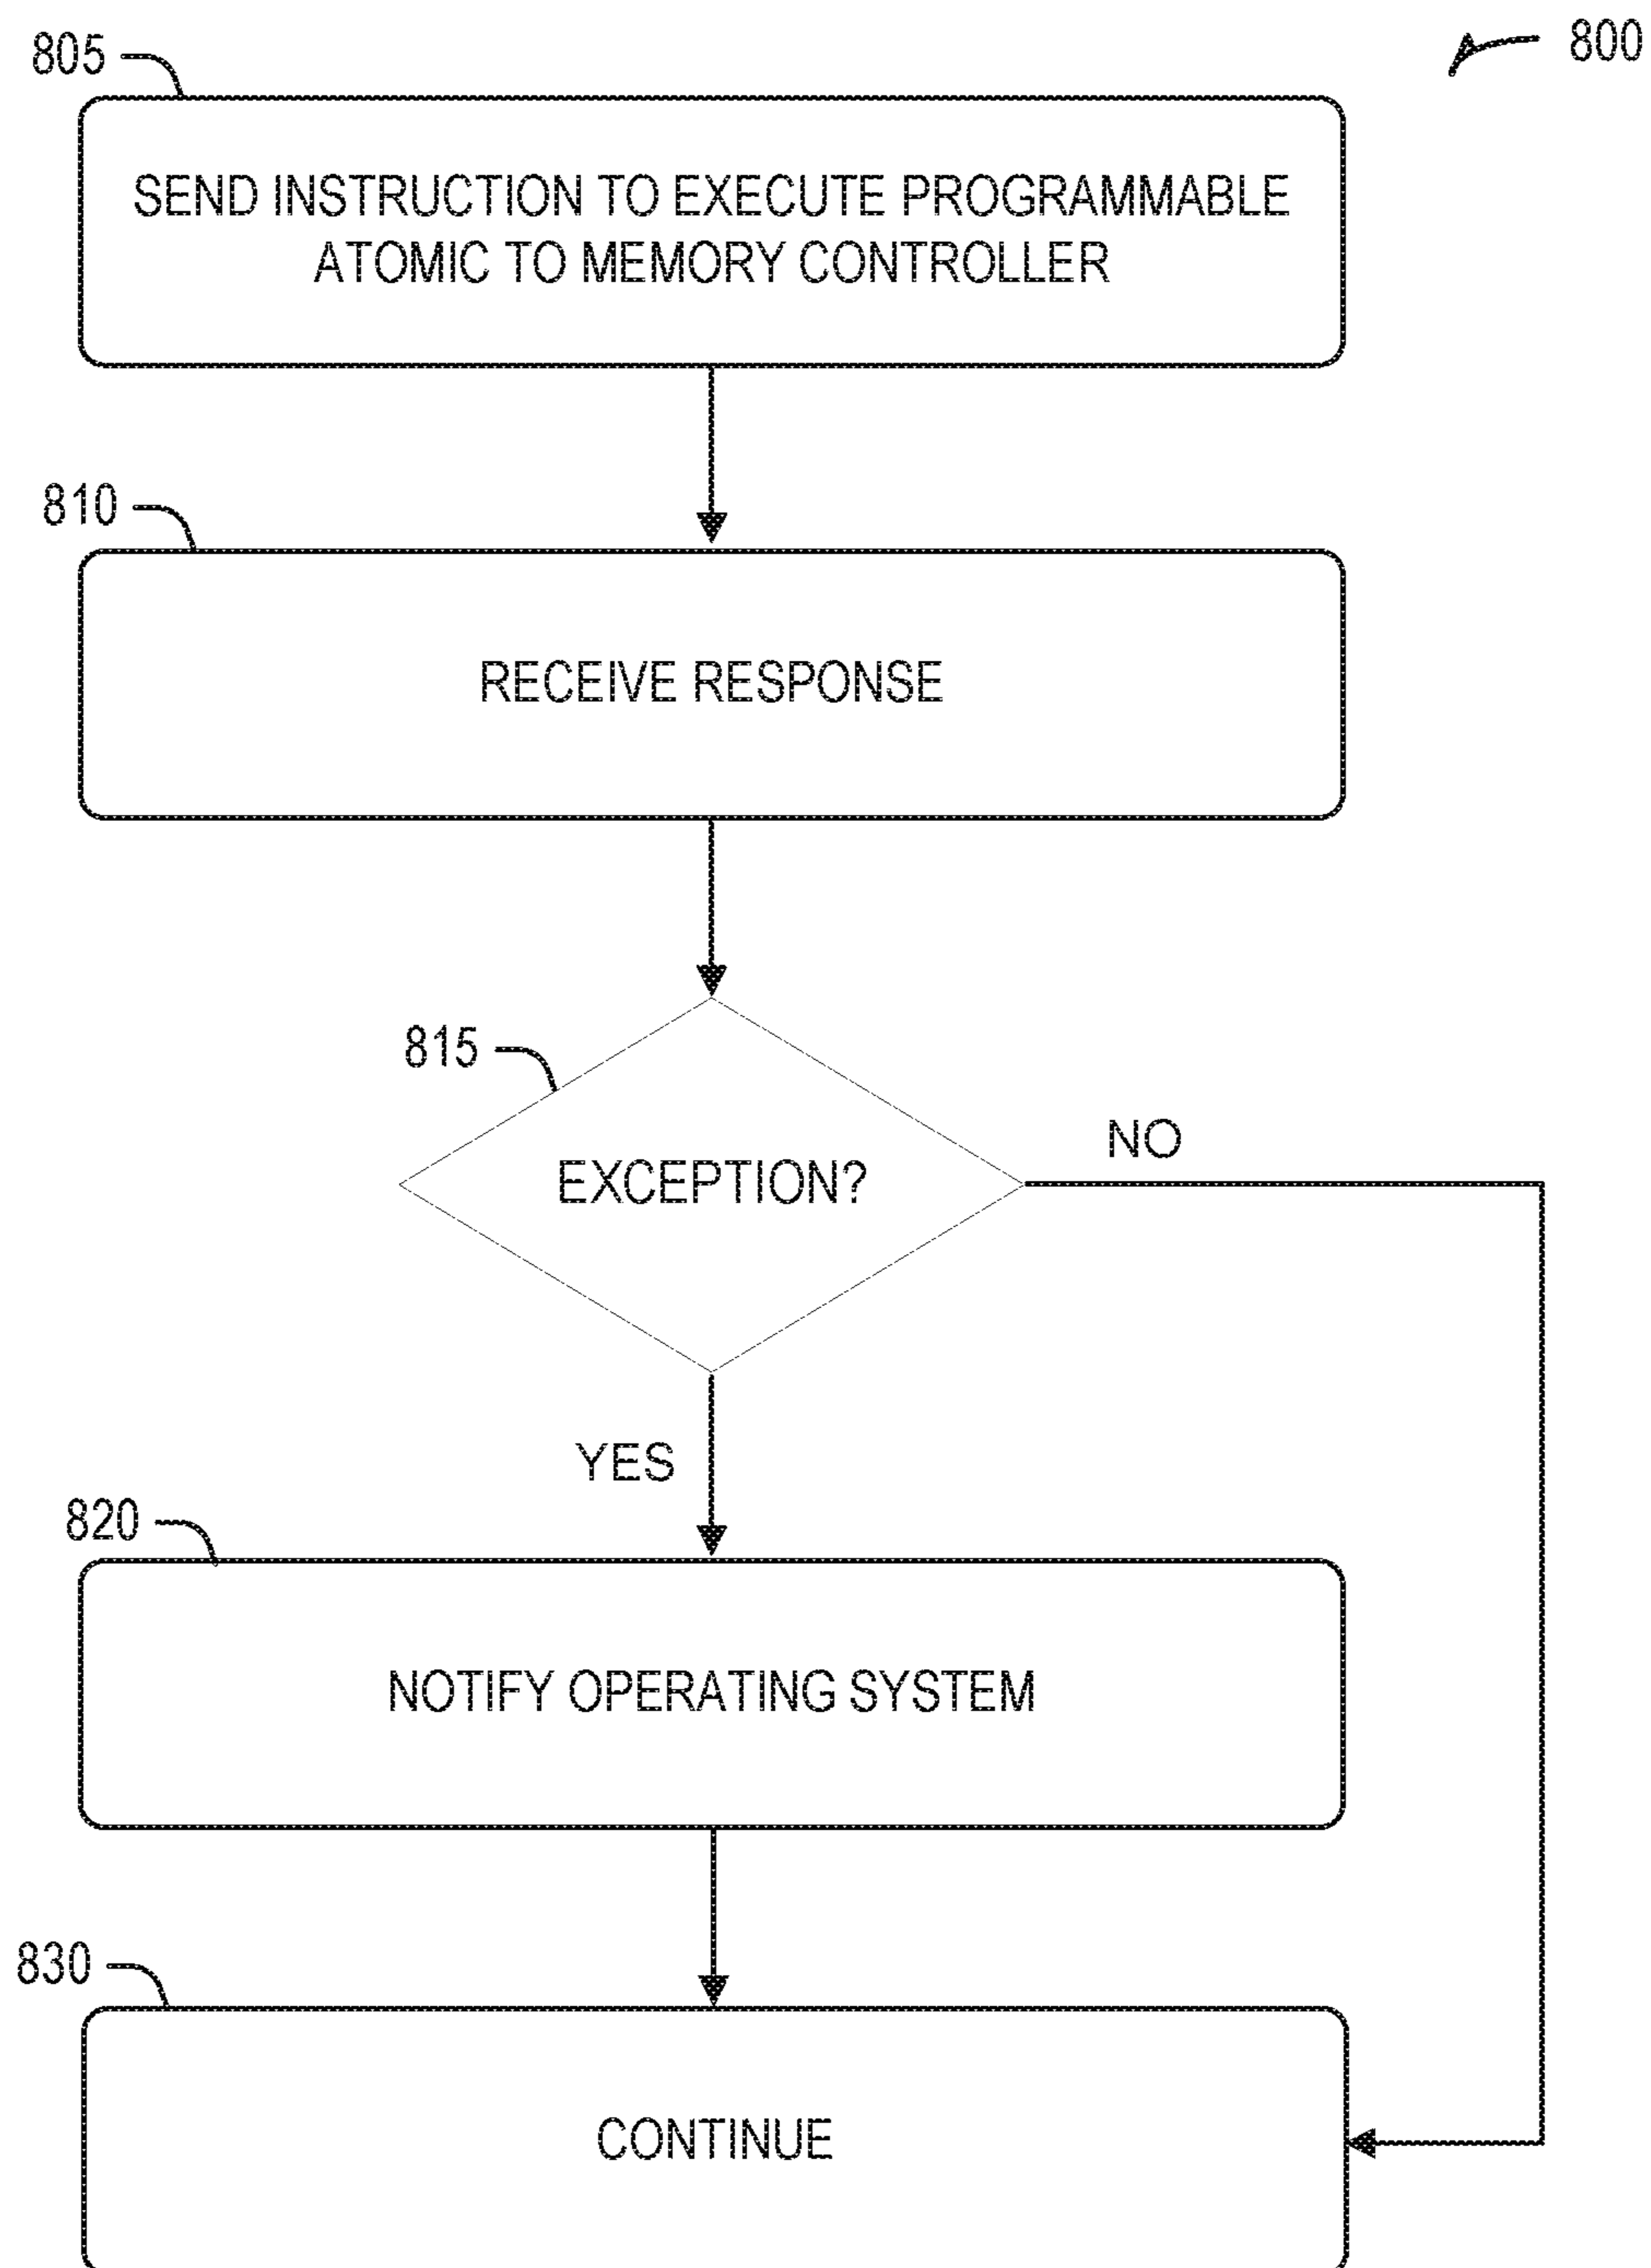 800
805
SEND INSTRUCTION TO EXECUTE PROGRAMMABLE
ATOMIC TO MEMORY CONTROLLER
810
RECEIVE RESPONSE
815
EXCEPTION?
NO
YES
820
NOTIFY OPERATING SYSTEM
830
CONTINUE